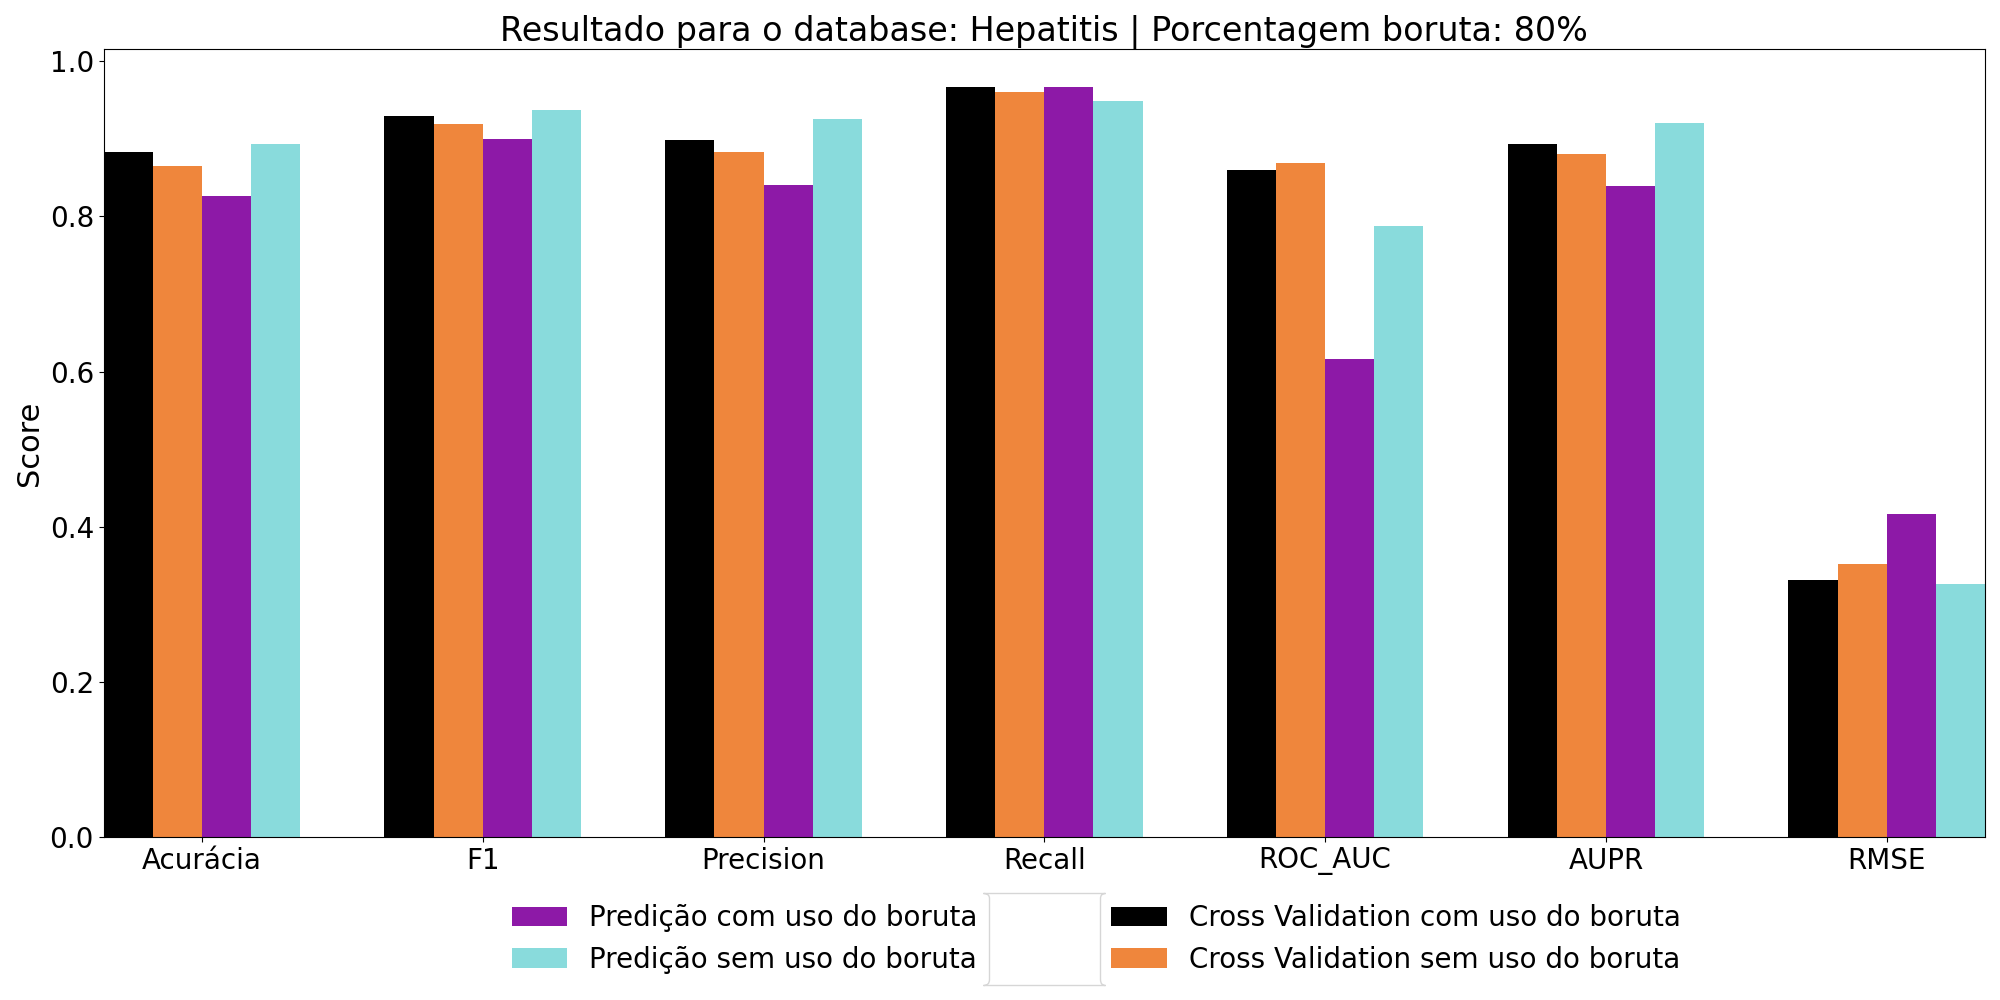 Resultado para o database: Hepatitis | Porcentagem boruta: 80%
1.0
0.8
0.6
0.4
0.2
0.0
Score
Acurácia F1 Precision Recall ROC_AUC AUPR RMSE
Predição com uso do boruta
Predição sem uso do boruta
Cross Validation com uso do boruta
Cross Validation sem uso do boruta